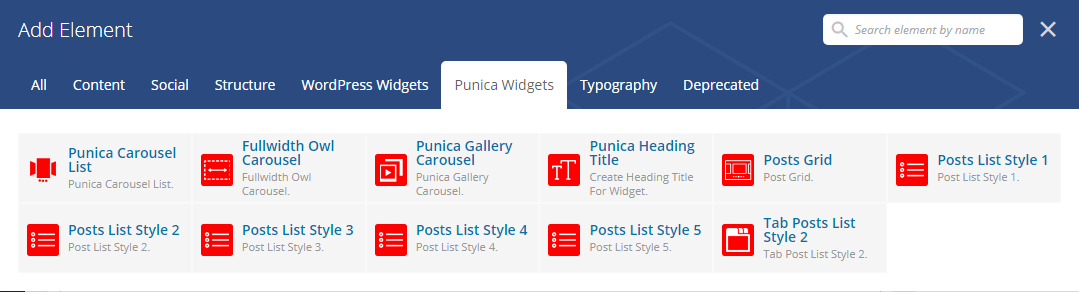 Add Element
Search element by name
All Content Social Structure WordPress Widgets Punica Widgets Typography Deprecated
Punica Carousel
List
Punica Carousel List.
Fullwidth Owl
Carousel
Fullwidth Owl
Carousel.
Punica Gallery
Carousel
Punica Gallery
Carousel.
Punica Heading
Title
Create Heading Title
For Widget.
Posts Grid
Post Grid.
Posts List Style 1
Post List Style 1.
Posts List Style 2
Post List Style 2.
Posts List Style 3
Post List Style 3.
Posts List Style 4
Post List Style 4.
Posts List Style 5
Post List Style 5.
Tab Posts List
Style 2
Tab Post List Style 2.